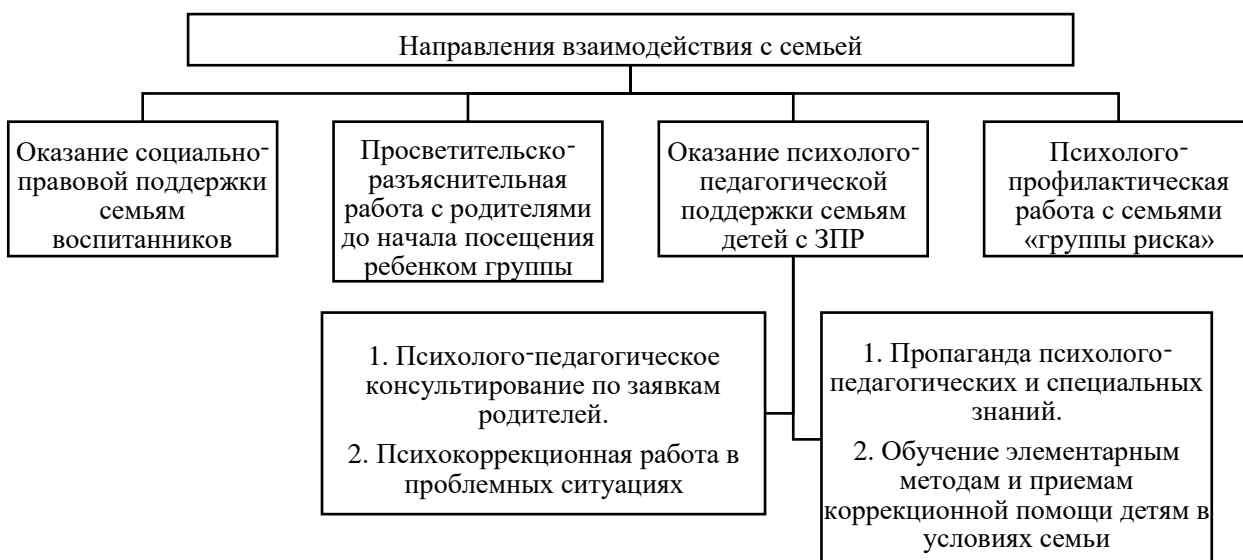 Направления взаимодействия с семьей
Оказание социально-
правовой поддержки
семьям
воспитанников
Просветительско-
разъяснительная
работа с родителями
до начала посещения
ребенком группы
Оказание психолого-
педагогической
поддержки семьям
детей с ЗПР
Психолого-
профилактическая
работа с семьями
«группы риска»
1. Психолого-педагогическое
консультирование по заявкам
родителей.
2. Психокоррекционная работа в
проблемных ситуациях
1. Пропаганда психолого-
педагогических и специальных
знаний.
2. Обучение элементарным
методам и приемам
коррекционной помощи детям в
условиях семьи